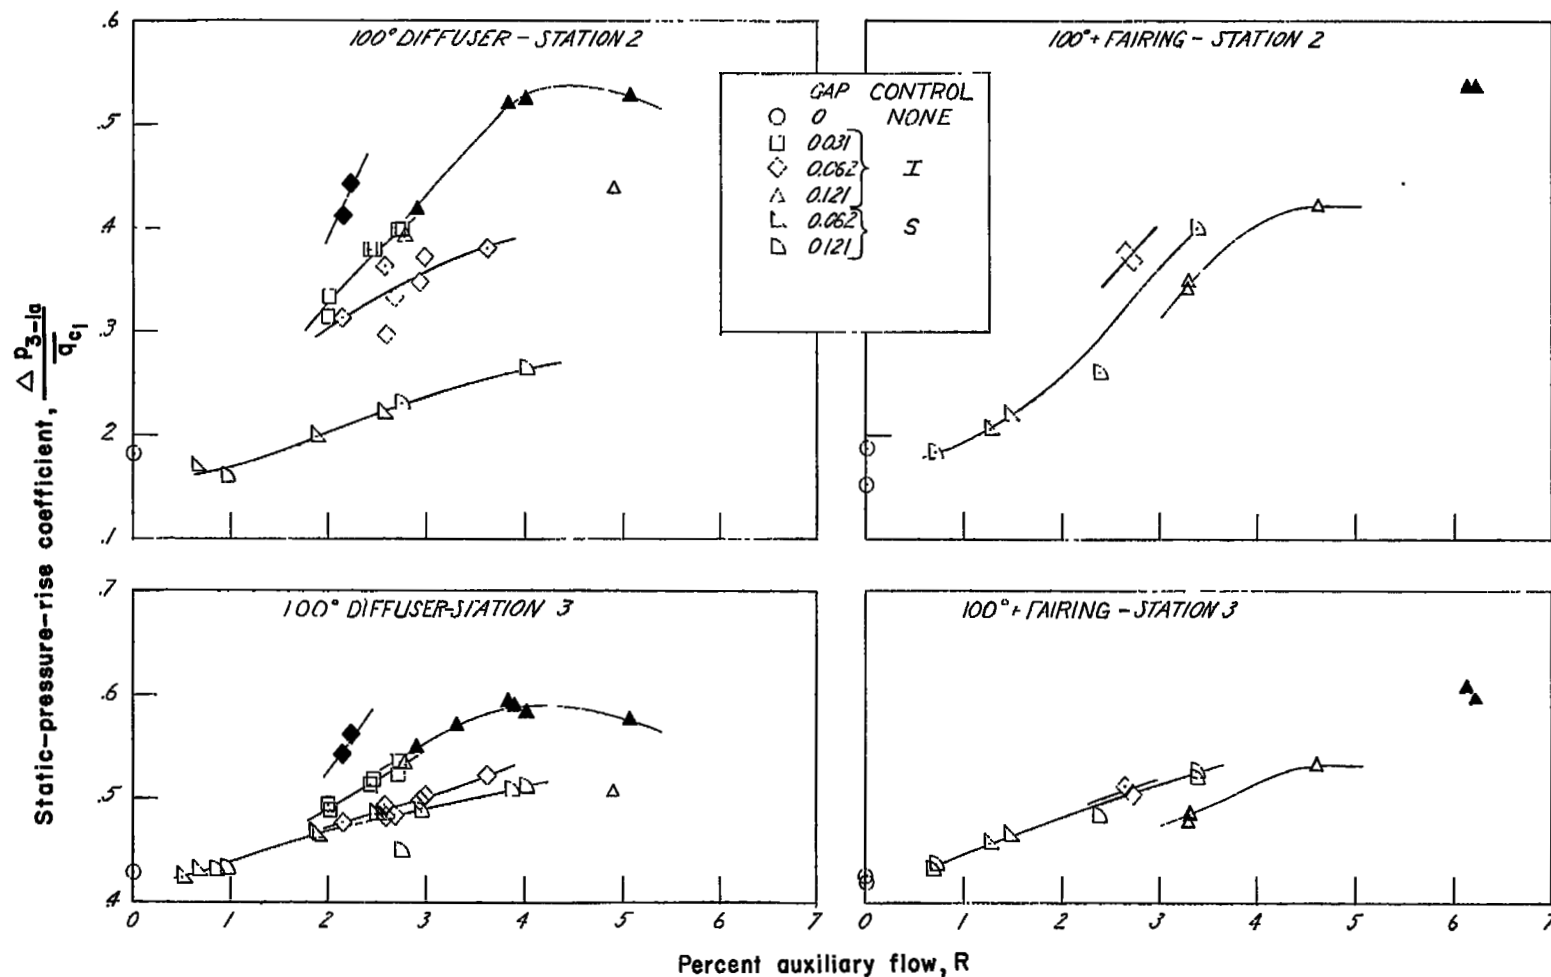 Static-pressure-rise coefficient, Δ p3-1a / q̄c1
100° DIFFUSER - STATION 2
.6
.5
.4
.3
.2
.1
100° + FAIRING - STATION 2
GAP CONTROL
0 NONE
0.031
0.062 I
0.121
0.062 S
0.121
100° DIFFUSER-STATION 3
.7
.6
.5
.4
0 1 2 3 4 5 6 7
100° + FAIRING - STATION 3
0 1 2 3 4 5 6 7
Percent auxiliary flow, R